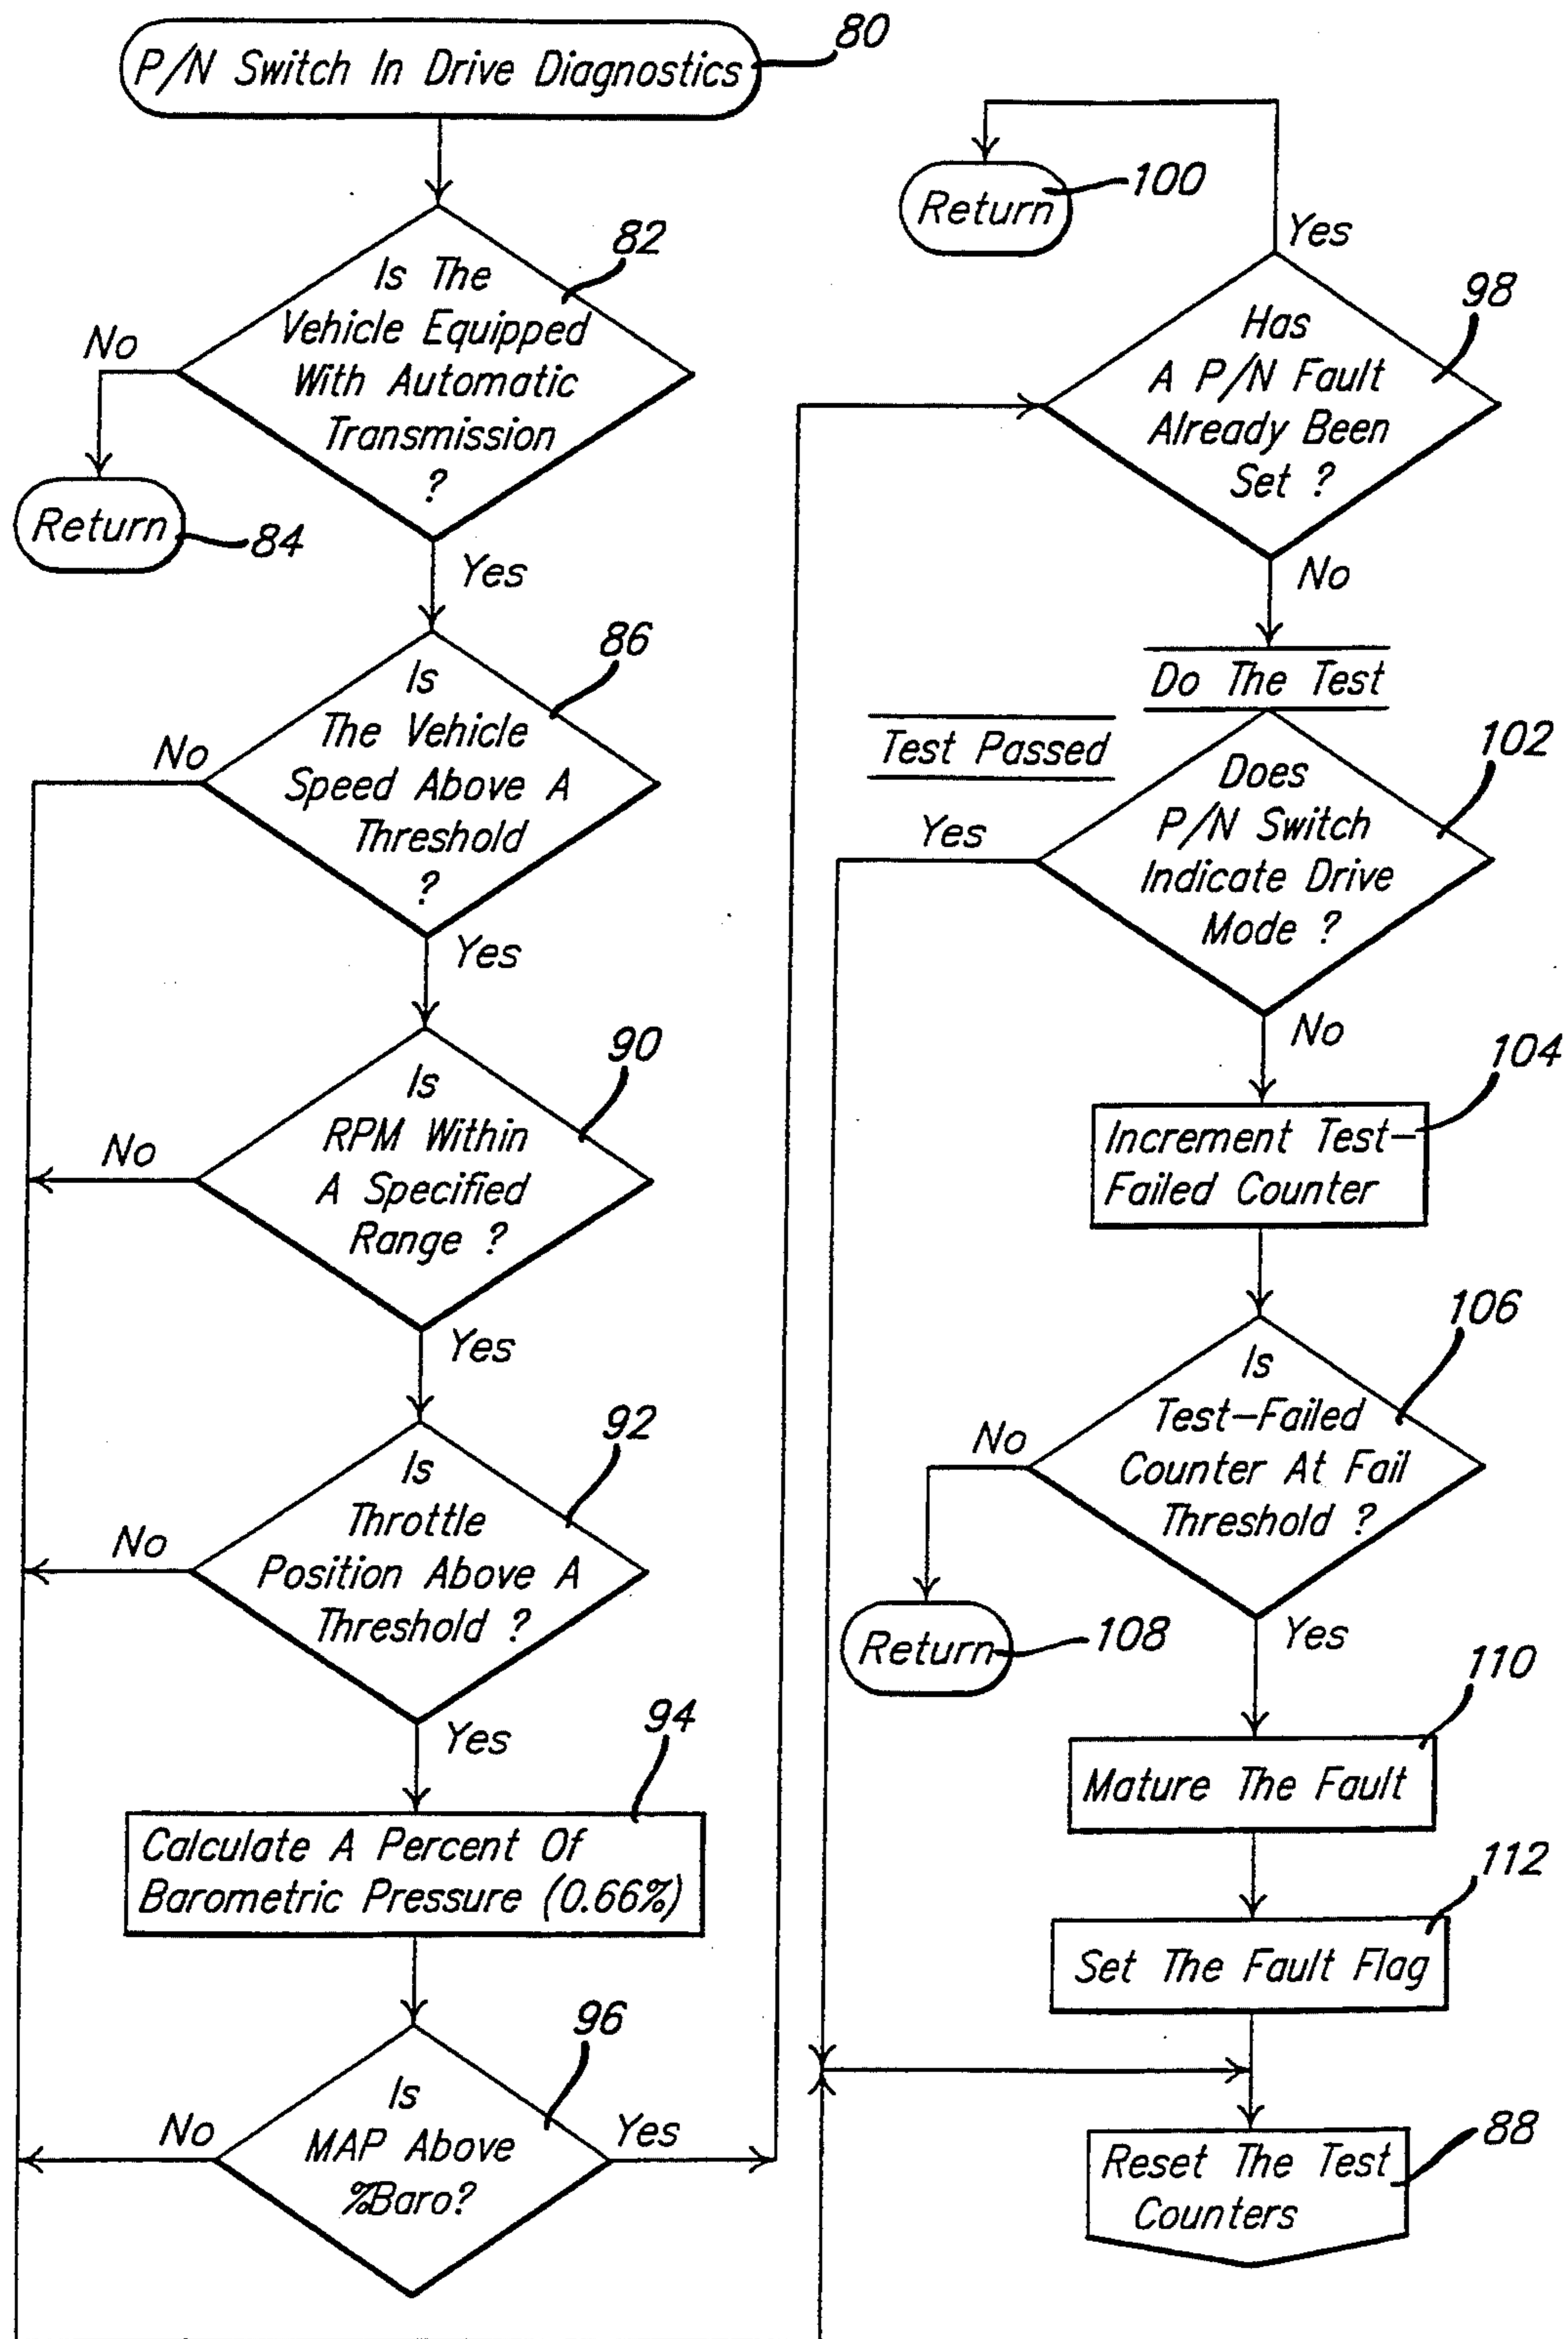 P/N Switch In Drive Diagnostics
80
Is The
Vehicle Equipped
With Automatic
Transmission
?
82
No
Return
84
Yes
Is
The Vehicle
Speed Above A
Threshold
?
86
No
Yes
Is
RPM Within
A Specified
Range ?
90
No
Yes
Is
Throttle
Position Above A
Threshold ?
92
No
Yes
94
Calculate A Percent Of
Barometric Pressure (0.66%)
Is
MAP Above
%Baro?
96
No
Yes
Return
100
Yes
Has
A P/N Fault
Already Been
Set ?
98
No
Do The Test
Test Passed
Does
P/N Switch
Indicate Drive
Mode ?
102
Yes
No
104
Increment Test-
Failed Counter
Is
Test-Failed
Counter At Fail
Threshold ?
106
No
Return
108
Yes
110
Mature The Fault
112
Set The Fault Flag
Reset The Test
Counters
88